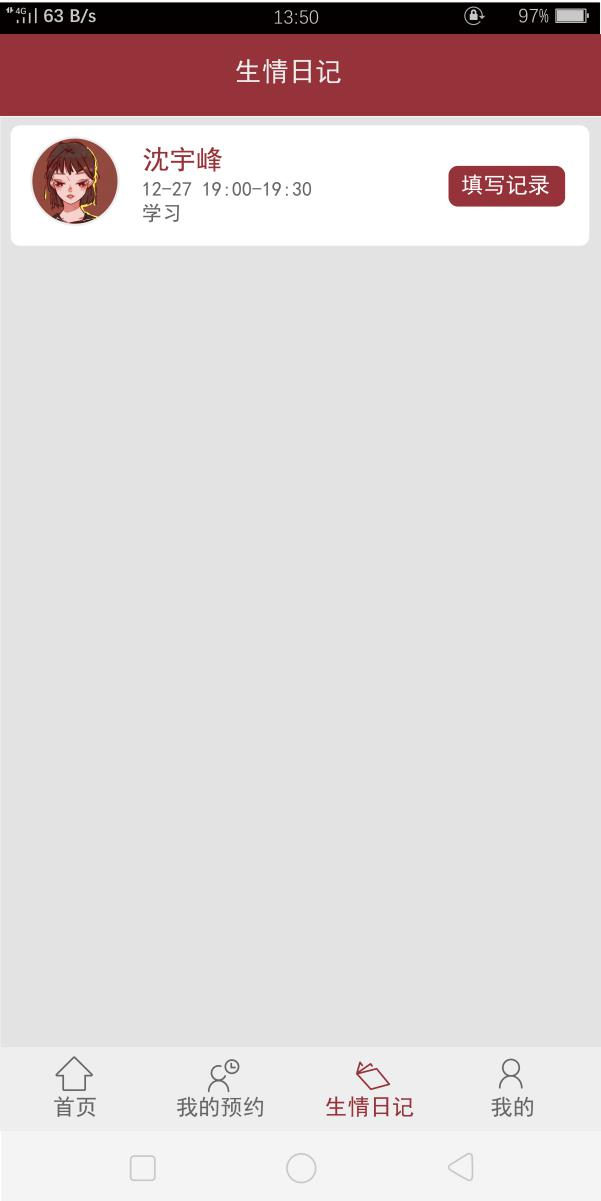 4G 63 B/s 13:50 97%
生情日记
沈宇峰
12-27 19:00-19:30
学习
填写记录
首页 我的预约 生情日记 我的